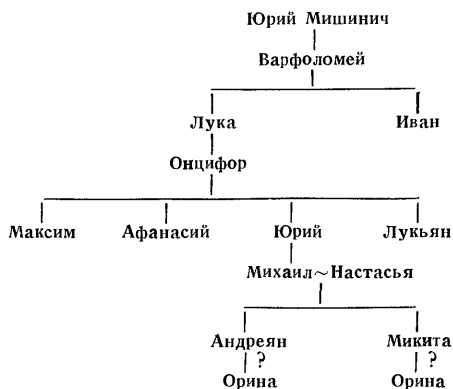 Юрий Мишинич
Варфоломей
Лука Иван
Онцифор
Максим Афанасий Юрий Лукьян
Михаил~Настасья
Андреян Микита
? ?
Орина Орина